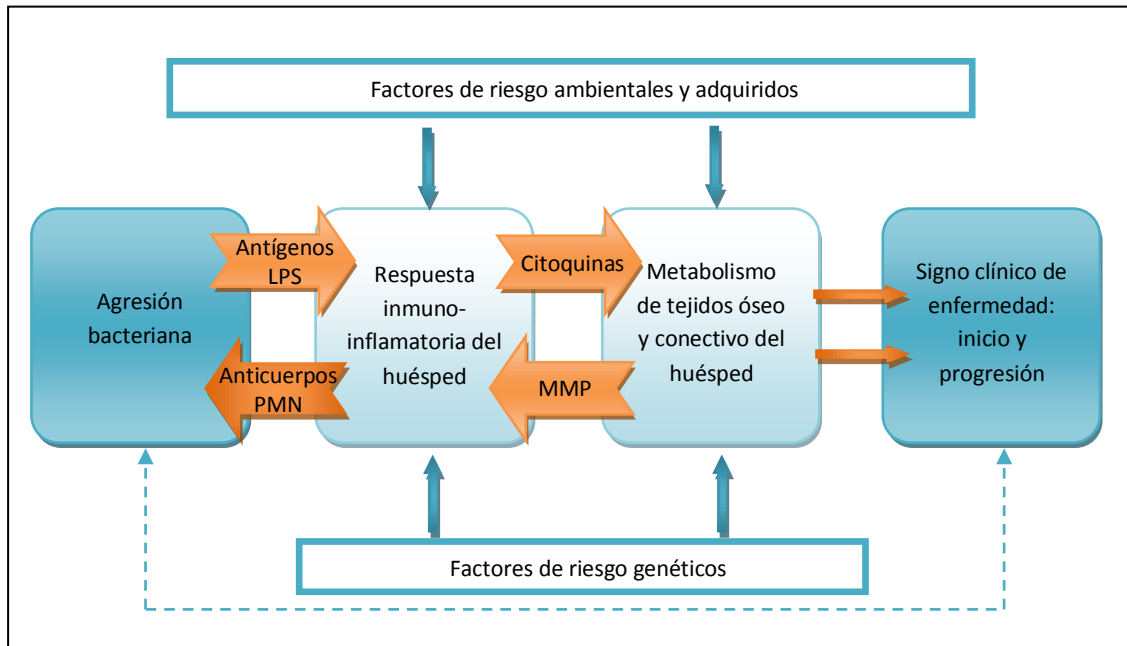 Factores de riesgo ambientales y adquiridos
Agresión
bacteriana
Antígenos
LPS
Anticuerpos
PMN
Respuesta
inmuno-
inflamatoria del
huésped
Citoquinas
MMP
Metabolismo
de tejidos óseo
y conectivo del
huésped
Signo clínico de
enfermedad:
inicio y
progresión
Factores de riesgo genéticos